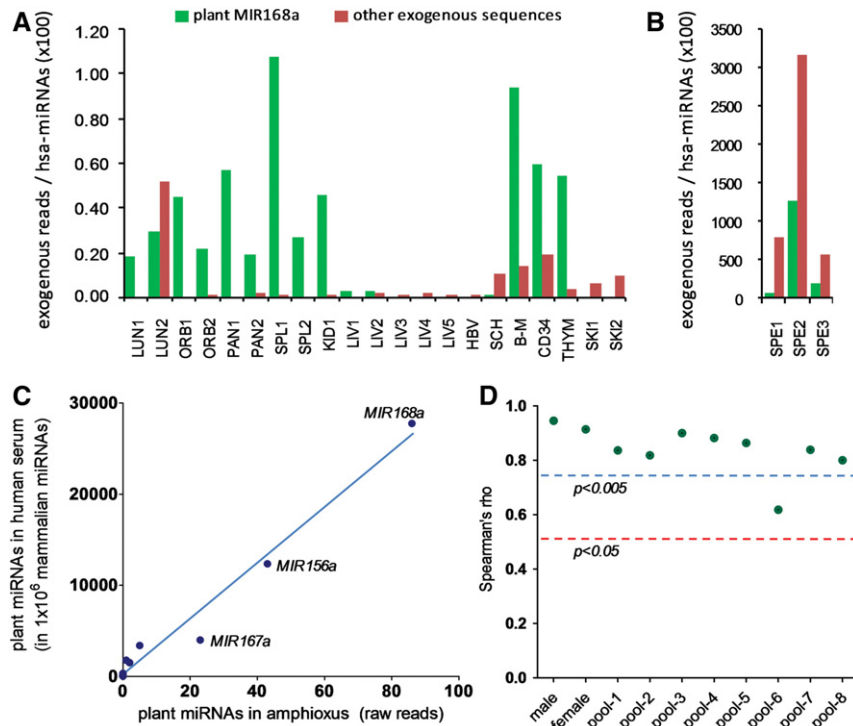 A
plant MIR168a
other exogenous sequences
exogenous reads / hsa-miRNAs (x100)
1.20
1.00
0.80
0.60
0.40
0.20
0.00
LUN1
LUN2
ORB1
ORB2
PAN1
PAN2
SPL1
SPL2
KID1
LIV1
LIV2
LIV3
LIV4
LIV5
HBV
SCH
B-M
CD34
THYM
SKI1
SKI2
B
exogenous reads / hsa-miRNAs (x100)
3500
3000
2500
2000
1500
1000
500
0
SPE1
SPE2
SPE3
C
plant miRNAs in human serum
(in 1x10⁶ mammalian miRNAs)
30000
20000
10000
0
MIR168a
MIR156a
MIR167a
0
20
40
60
80
100
plant miRNAs in amphioxus (raw reads)
D
Spearman's rho
1.0
0.8
0.6
0.4
0.2
0.0
p<0.005
p<0.05
male
female
pool-1
pool-2
pool-3
pool-4
pool-5
pool-6
pool-7
pool-8